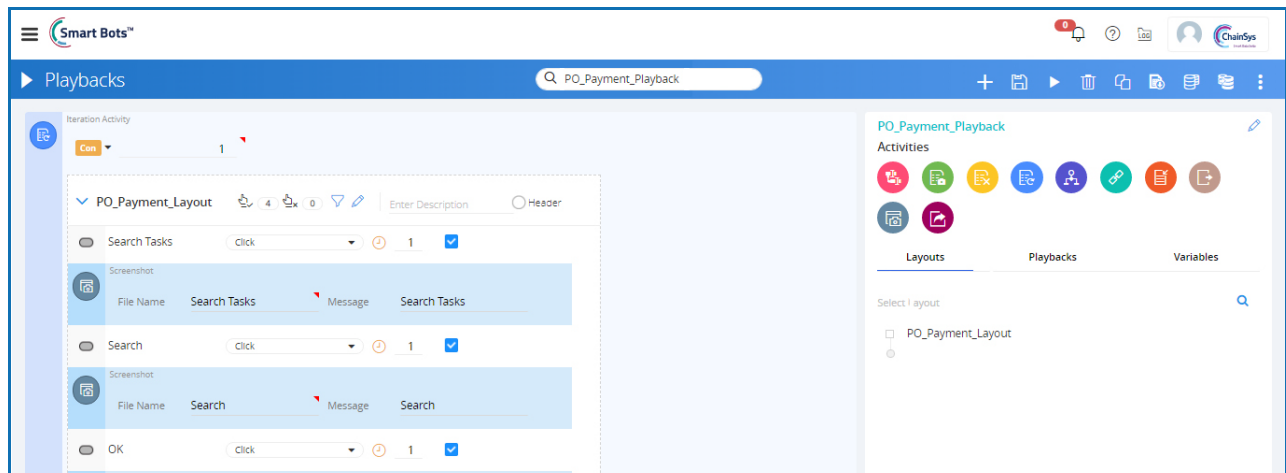 Smart Bots™
0
LOG
ChainSys
Playbacks
PO_Payment_Playback
Iteration Activity
Con
1
PO_Payment_Layout 4 0 Enter Description Header
Search Tasks Click 1
Screenshot
File Name Search Tasks Message Search Tasks
Search Click 1
Screenshot
File Name Search Message Search
OK Click 1
PO_Payment_Playback
Activities
Layouts Playbacks Variables
Select Layout
PO_Payment_Layout